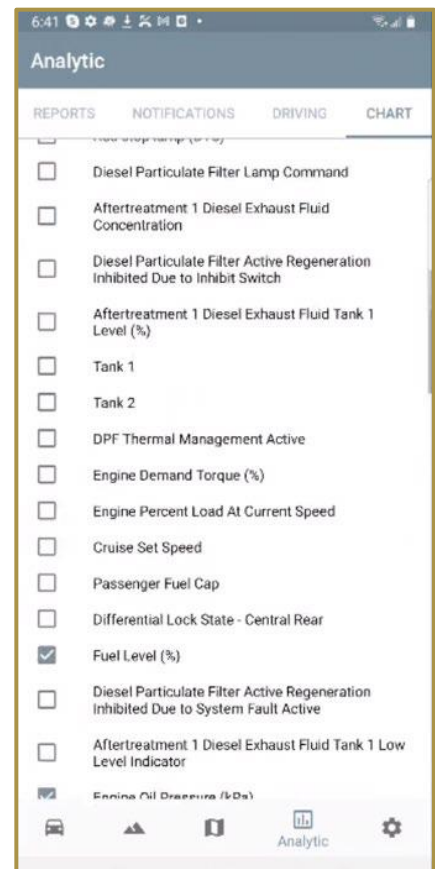 6:41
Analytic
REPORTS NOTIFICATIONS DRIVING CHART
Diesel Particulate Filter Lamp Command
Aftertreatment 1 Diesel Exhaust Fluid
Concentration
Diesel Particulate Filter Active Regeneration
Inhibited Due to Inhibit Switch
Aftertreatment 1 Diesel Exhaust Fluid Tank 1
Level (%)
Tank 1
Tank 2
DPF Thermal Management Active
Engine Demand Torque (%)
Engine Percent Load At Current Speed
Cruise Set Speed
Passenger Fuel Cap
Differential Lock State - Central Rear
Fuel Level (%)
Diesel Particulate Filter Active Regeneration
Inhibited Due to System Fault Active
Aftertreatment 1 Diesel Exhaust Fluid Tank 1 Low
Level Indicator
Engine Oil Pressure (kPa)
Analytic